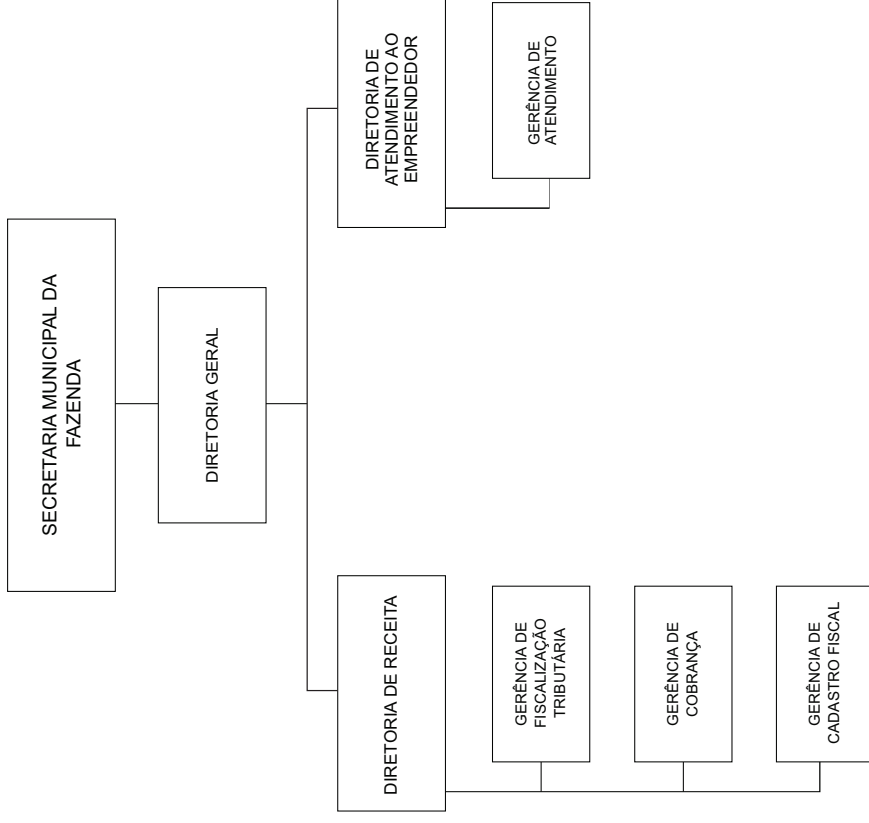 SECRETARIA MUNICIPAL DA
FAZENDA
DIRETORIA GERAL
DIRETORIA DE RECEITA
GERÊNCIA DE
FISCALIZAÇÃO
TRIBUTÁRIA
GERÊNCIA DE
COBRANÇA
GERÊNCIA DE
CADASTRO FISCAL
DIRETORIA DE
ATENDIMENTO AO
EMPREENDEDOR
GERÊNCIA DE
ATENDIMENTO